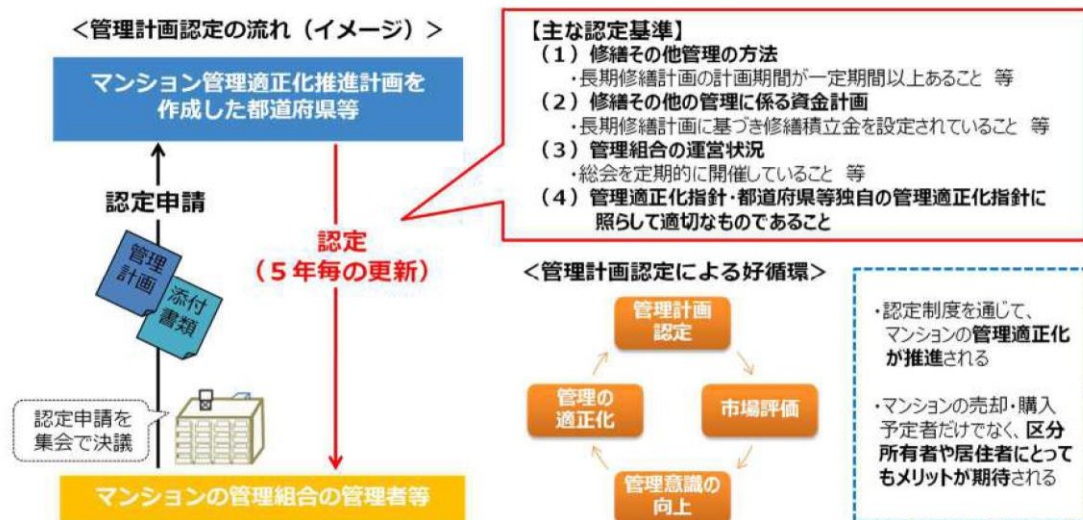 ＜管理計画認定の流れ（イメージ）＞
マンション管理適正化推進計画を
作成した都道府県等
認定申請
管理
計画
添付
書類
認定
（５年毎の更新）
認定申請を
集会で決議
マンションの管理組合の管理者等
【主な認定基準】
（１）修繕その他管理の方法
・長期修繕計画の計画期間が一定期間以上あること 等
（２）修繕その他の管理に係る資金計画
・長期修繕計画に基づき修繕積立金を設定されていること 等
（３）管理組合の運営状況
・総会を定期的に開催していること 等
（４）管理適正化指針・都道府県等独自の管理適正化指針に
照らして適切なものであること
＜管理計画認定による好循環＞
管理計画
認定
市場評価
管理意識の
向上
管理の
適正化
・認定制度を通じて、
マンションの管理適正化
が推進される
・マンションの売却・購入
予定者だけでなく、区分
所有者や居住者にとって
もメリットが期待される